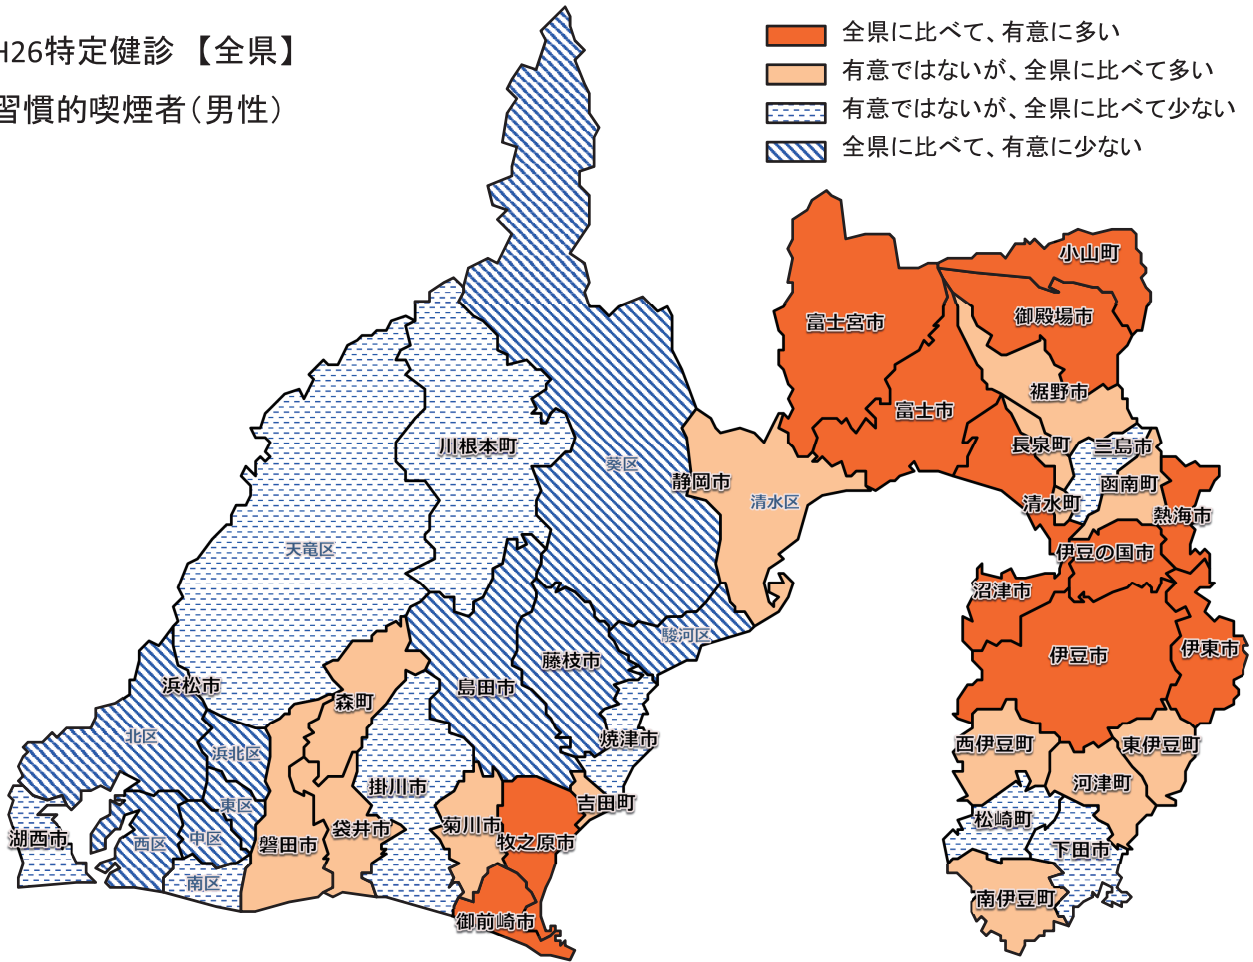 H26特定健診 【全県】
習慣的喫煙者(男性)
全県に比べて、有意に多い
有意ではないが、全県に比べて多い
有意ではないが、全県に比べて少ない
全県に比べて、有意に少ない
小山町
御殿場市
富士宮市
裾野市
富士市
長泉町
三島市
川根本町
葵区
静岡市
清水区
函南町
清水町
熱海市
天竜区
伊豆の国市
沼津市
駿河区
伊豆市
伊東市
藤枝市
浜松市
島田市
森町
北区
焼津市
西伊豆町
東伊豆町
浜北区
掛川市
河津町
東区
吉田町
湖西市
西区
中区
磐田市
袋井市
菊川市
牧之原市
松崎町
下田市
南区
南伊豆町
御前崎市